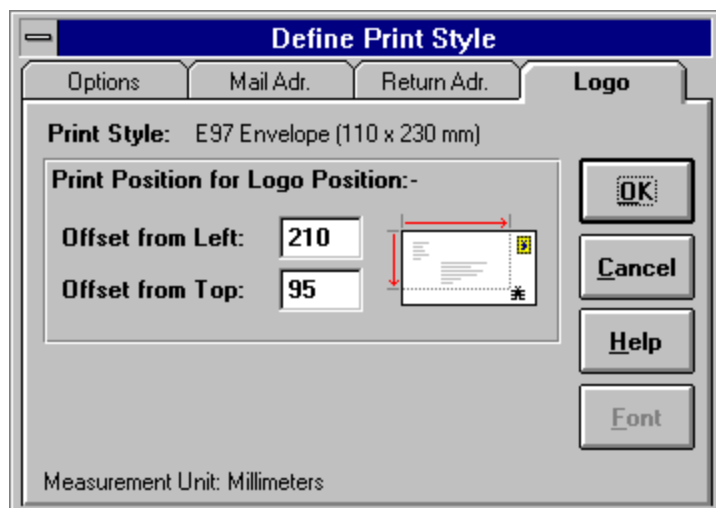 Define Print Style
Options Mail Adr. Return Adr. Logo
Print Style: E97 Envelope (110 x 230 mm)
Print Position for Logo Position:-
Offset from Left: 210
Offset from Top: 95
OK
Cancel
Help
Font
Measurement Unit: Millimeters